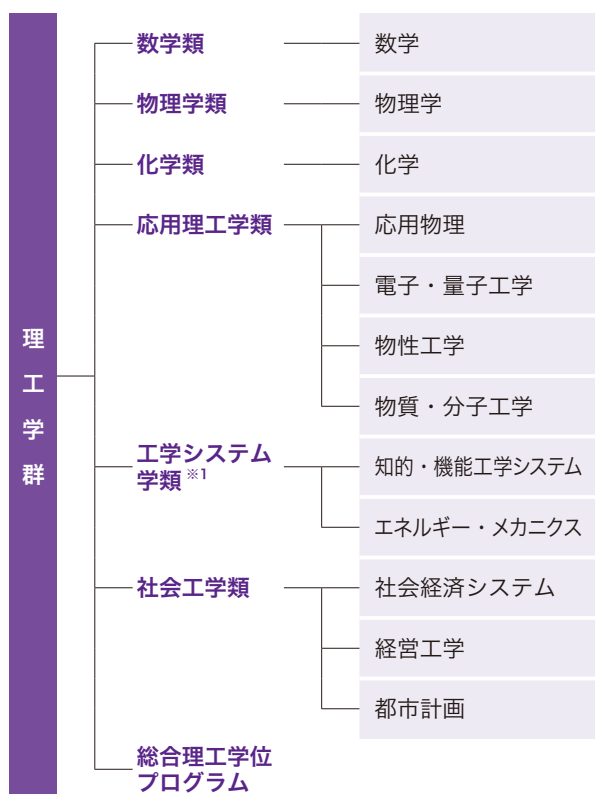 理工学群
数学類
数学
物理学類
物理学
化学類
化学
応用理工学類
応用物理
電子・量子工学
物性工学
物質・分子工学
工学システム
学類 ※1
知的・機能工学システム
エネルギー・メカニクス
社会工学類
社会経済システム
経営工学
都市計画
総合理工学位
プログラム